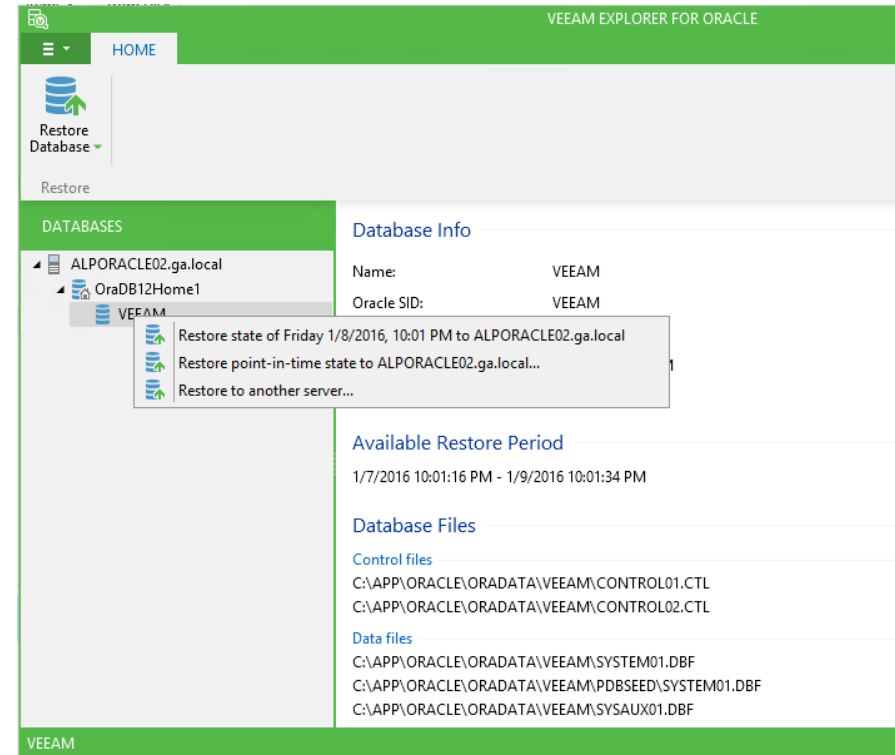 VEEAM EXPLORER FOR ORACLE
HOME
Restore
Database
Restore
DATABASES
ALPORACLE02.ga.local
OraDB12Home1
VEEAM
Restore state of Friday 1/8/2016, 10:01 PM to ALPORACLE02.ga.local
Restore point-in-time state to ALPORACLE02.ga.local...
Restore to another server...
Database Info
Name: VEEAM
Oracle SID: VEEAM
Available Restore Period
1/7/2016 10:01:16 PM - 1/9/2016 10:01:34 PM
Database Files
Control files
C:\APP\ORACLE\ORADATA\VEEAM\CONTROL01.CTL
C:\APP\ORACLE\ORADATA\VEEAM\CONTROL02.CTL
Data files
C:\APP\ORACLE\ORADATA\VEEAM\SYSTEM01.DBF
C:\APP\ORACLE\ORADATA\VEEAM\PDBSEED\SYSTEM01.DBF
C:\APP\ORACLE\ORADATA\VEEAM\SYSAUX01.DBF
VEEAM